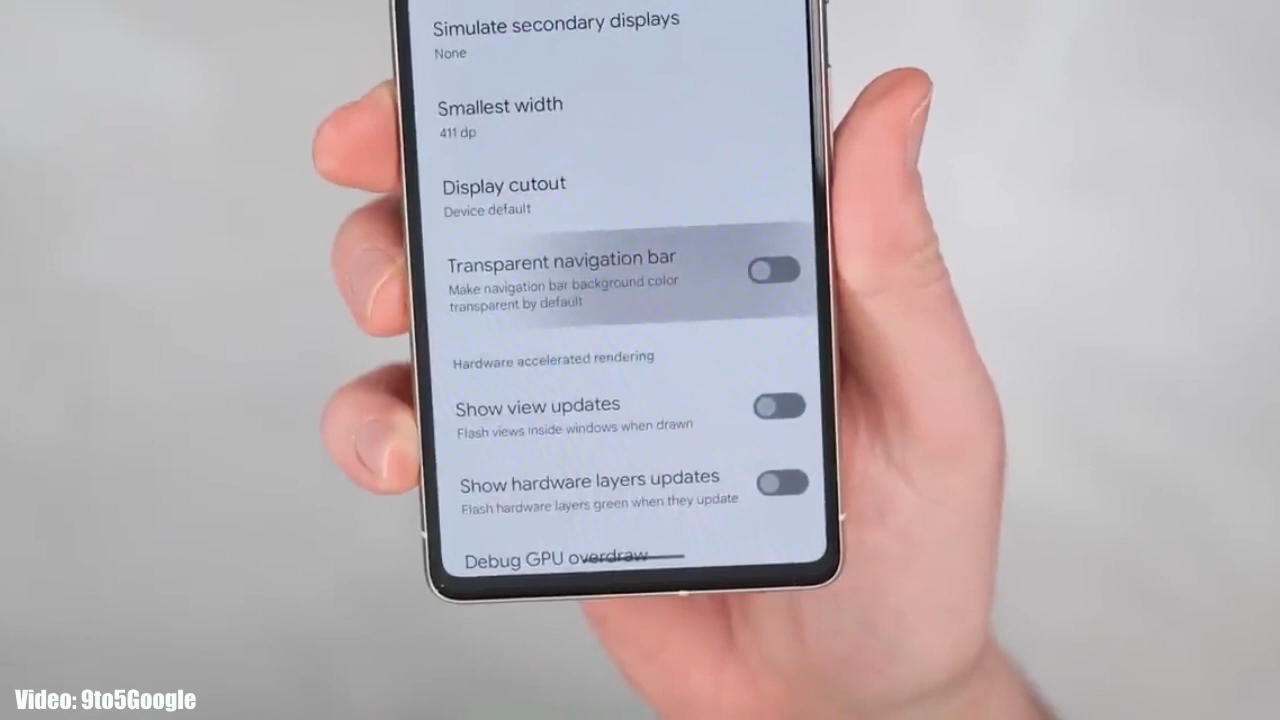 Simulate secondary displays
None
Smallest width
411 dp
Display cutout
Device default
Transparent navigation bar
Make navigation bar background color
transparent by default
Hardware accelerated rendering
Show view updates
Flash views inside windows when drawn
Show hardware layers updates
Flash hardware layers green when they update
Debug GPU overdraw
Video: 9to5Google